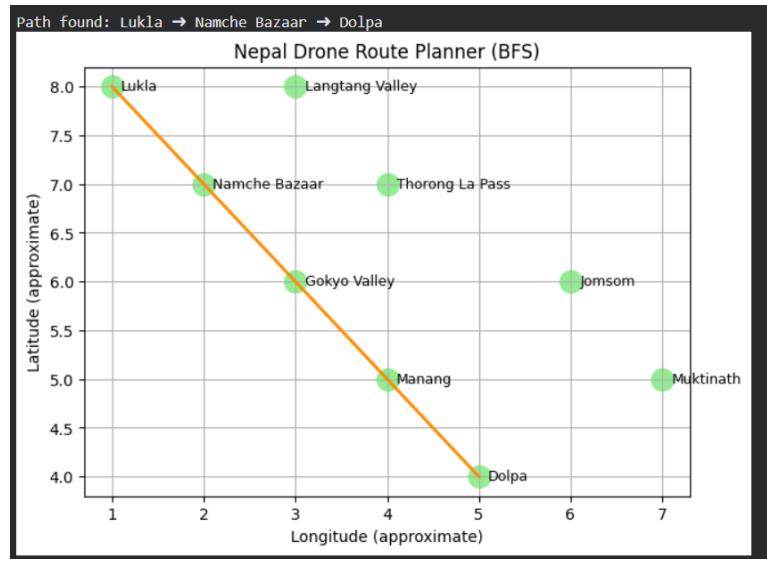 Path found: Lukla → Namche Bazaar → Dolpa
Nepal Drone Route Planner (BFS)
8.0
Lukla
Langtang Valley
7.5
7.0
Namche Bazaar
Thorong La Pass
6.5
6.0
Gokyo Valley
Jomsom
5.5
5.0
Manang
Muktinath
4.5
4.0
Dolpa
Latitude (approximate)
1 2 3 4 5 6 7
Longitude (approximate)